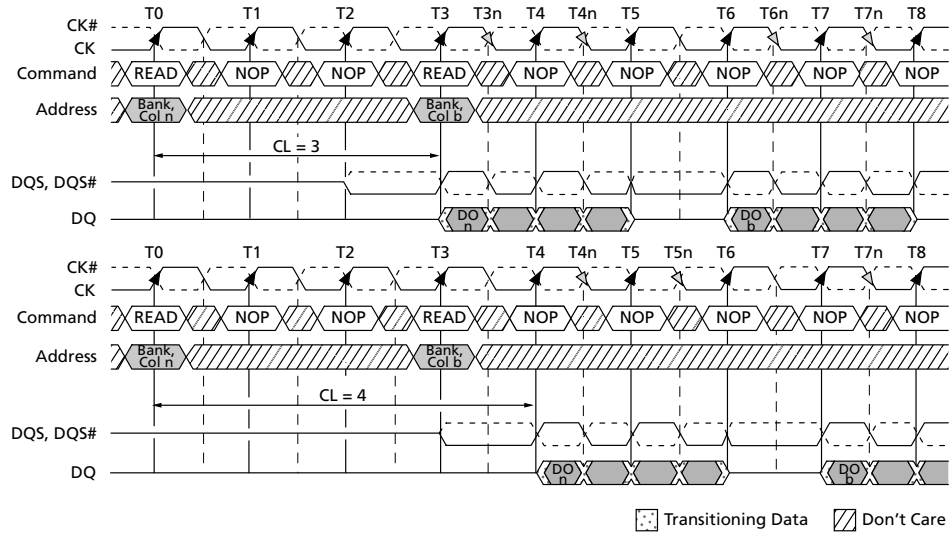 T0 T1 T2 T3 T3n T4 T4n T5 T6 T6n T7 T7n T8
CK#
CK
Command READ NOP NOP READ NOP NOP NOP NOP NOP
Address Bank, Col n Bank, Col b
CL = 3
DQS, DQS#
DQ DO n DO b
T0 T1 T2 T3 T4 T4n T5 T5n T6 T7 T7n T8
CK#
CK
Command READ NOP NOP READ NOP NOP NOP NOP NOP
Address Bank, Col n Bank, Col b
CL = 4
DQS, DQS#
DQ DO n DO b
Transitioning Data Don't Care